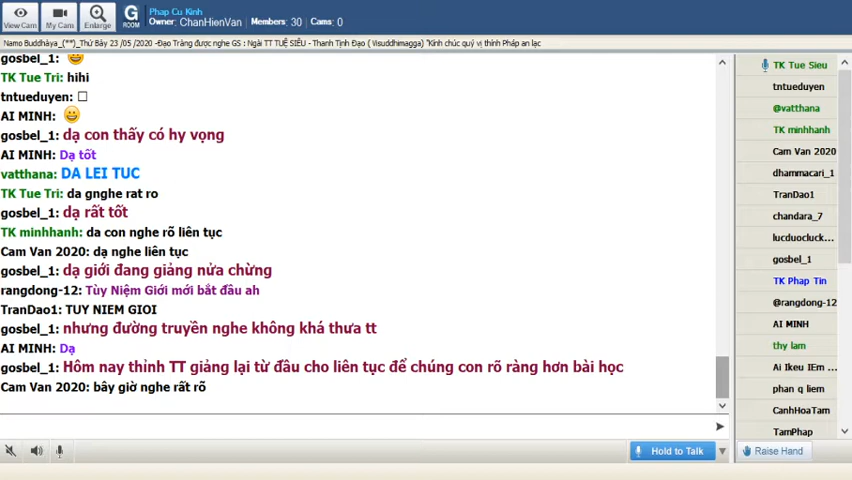 Phap Cu Kinh
Owner: ChanHienVan , Members: 30 , Cams: 0
View Cam
My Cam
Enlarge
G
ROOM
Namo Buddhàya_(**)_Thứ Bảy 23 /05 /2020 -Đạo Tràng được nghe GS : Ngài TT TUỆ SIÊU - Thanh Tịnh Đạo ( Visuddhimagga) "Kính chúc quý vị thính Pháp an lạc
gosbel_1:
TK Tue Tri: hihi
tntueduyen: □
AI MINH:
gosbel_1: dạ con thấy có hy vọng
AI MINH: Dạ tốt
vatthana: DA LEI TUC
TK Tue Tri: da gnghe rat ro
gosbel_1: dạ rất tốt
TK minhhanh: da con nghe rõ liên tục
Cam Van 2020: dạ nghe liên tục
gosbel_1: dạ giới đang giảng nửa chừng
rangdong-12: Tùy Niệm Giới mới bắt đầu ah
TranDao1: TUY NIEM GIOI
gosbel_1: nhưng đường truyền nghe không khá thưa tt
AI MINH: Dạ
gosbel_1: Hôm nay thỉnh TT giảng lại từ đầu cho liên tục để chúng con rõ ràng hơn bài học
Cam Van 2020: bây giờ nghe rất rõ
Hold to Talk
TK Tue Sieu
tntueduyen
@vatthana
TK minhhanh
Cam Van 2020
dhammacari_1
TranDao1
chandara_7
lucduocluck...
gosbel_1
TK Phap Tin
@rangdong-12
AI MINH
thy lam
Ai Ikeu IEm ...
phan q liem
CanhHoaTam
TamPhap
Raise Hand